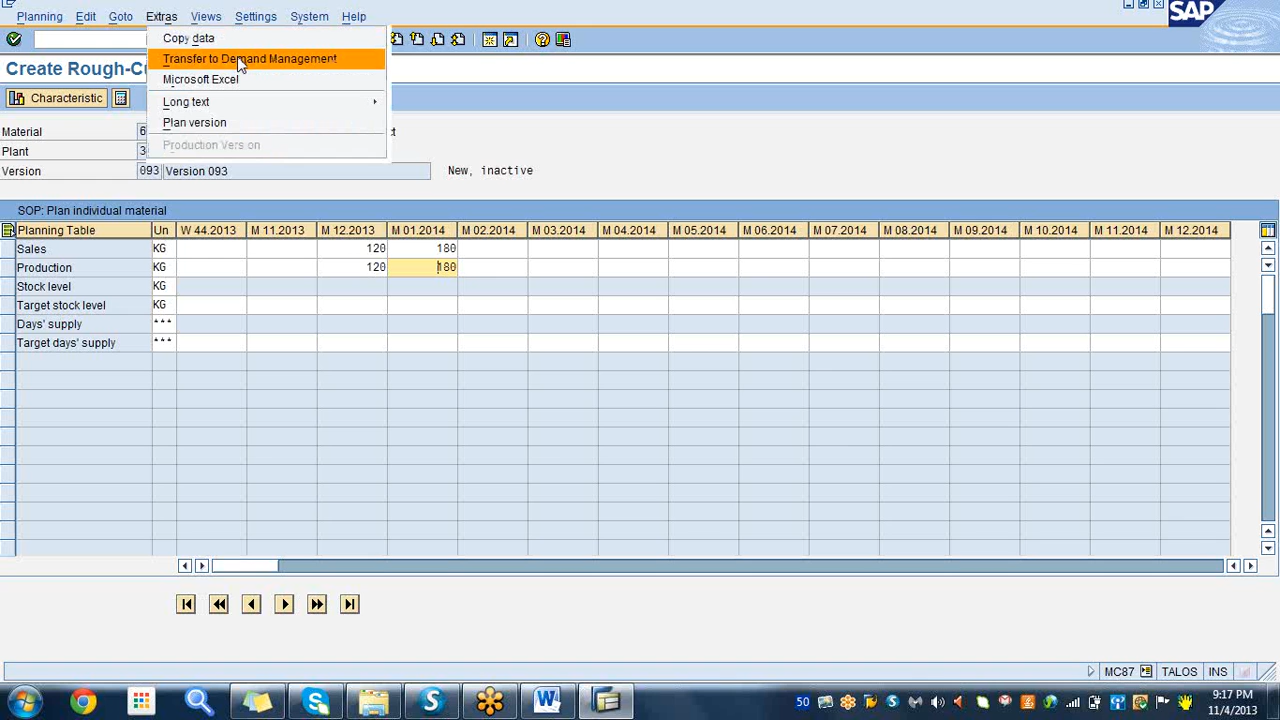 Planning Edit Goto Extras Views Settings System Help
SAP
Copy data
Transfer to Demand Management
Create Rough-Cu
Microsoft Excel
Characteristic
Long text
Plan version
Material 6
Plant 3
Production Version
Version 093 Version 093 New, inactive
SOP: Plan individual material
Planning Table Un W 44.2013 M 11.2013 M 12.2013 M 01.2014 M 02.2014 M 03.2014 M 04.2014 M 05.2014 M 06.2014 M 07.2014 M 08.2014 M 09.2014 M 10.2014 M 11.2014 M 12.2014
Sales KG 120 180
Production KG 120 180
Stock level KG
Target stock level KG
Days' supply ***
Target days' supply ***
MC87 TALOS INS
50
9:17 PM
11/4/2013